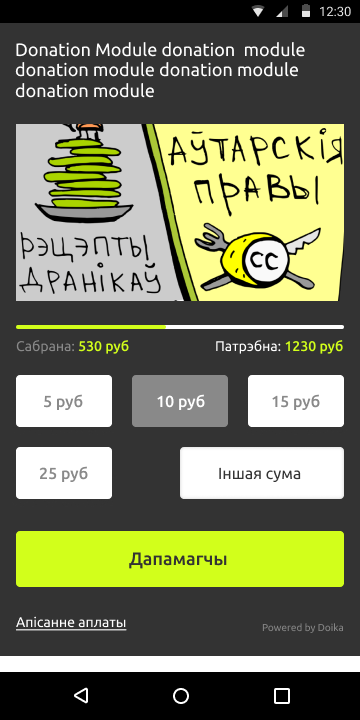 12:30
Donation Module donation module
donation module donation module
donation module
АЎТАРСКІЯ
ПРАВЫ
РЭЦЭПТЫ
ДРАНІКАЎ
CC
Сабрана: 530 руб Патрэбна: 1230 руб
5 руб 10 руб 15 руб
25 руб Іншая сума
Дапамагчы
Апісанне аплаты Powered by Doika